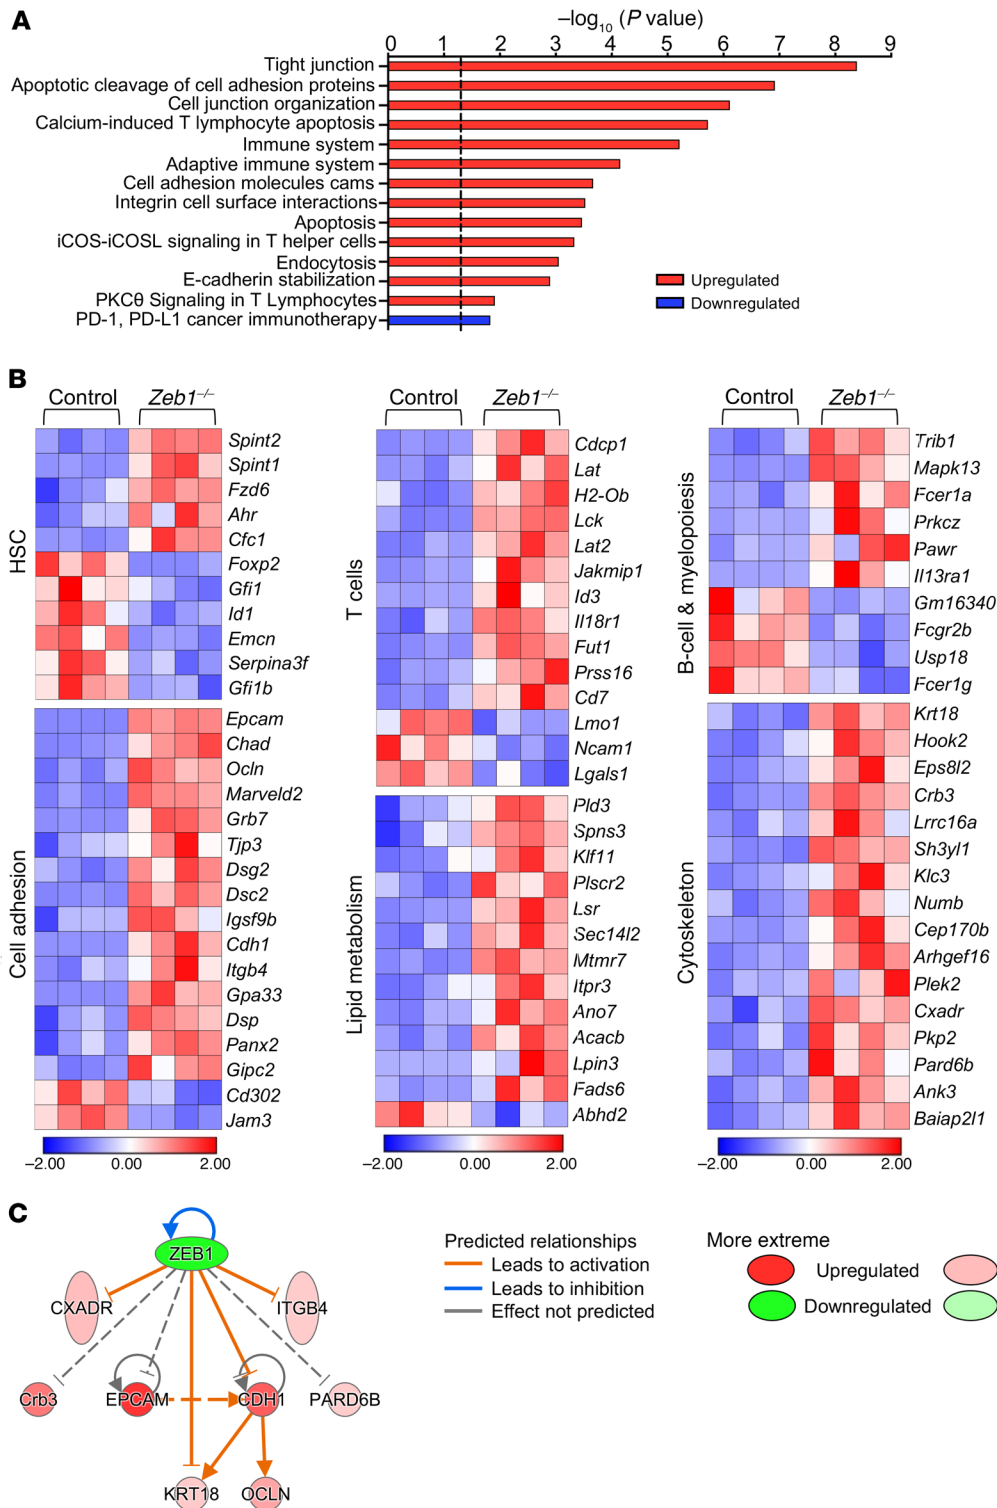 A
–log10 (P value)
0 1 2 3 4 5 6 7 8 9
Tight junction
Apoptotic cleavage of cell adhesion proteins
Cell junction organization
Calcium-induced T lymphocyte apoptosis
Immune system
Adaptive immune system
Cell adhesion molecules cams
Integrin cell surface interactions
Apoptosis
iCOS-iCOSL signaling in T helper cells
Endocytosis
E-cadherin stabilization
PKCθ Signaling in T Lymphocytes
PD-1, PD-L1 cancer immunotherapy
Upregulated
Downregulated
B
Control Zeb1–/–
HSC
Spint2
Spint1
Fzd6
Ahr
Cfc1
Foxp2
Gfi1
Id1
Emcn
Serpina3f
Gfi1b
Cell adhesion
Epcam
Chad
Ocln
Marveld2
Grb7
Tjp3
Dsg2
Dsc2
Igsf9b
Cdh1
Itgb4
Gpa33
Dsp
Panx2
Gipc2
Cd302
Jam3
–2.00 0.00 2.00
Control Zeb1–/–
T cells
Cdcp1
Lat
H2-Ob
Lck
Lat2
Jakmip1
Id3
Il18r1
Fut1
Prss16
Cd7
Lmo1
Ncam1
Lgals1
Lipid metabolism
Pld3
Spns3
Klf11
Plscr2
Lsr
Sec14l2
Mtmr7
Itpr3
Ano7
Acacb
Lpin3
Fads6
Abhd2
–2.00 0.00 2.00
Control Zeb1–/–
B-cell & myelopoiesis
Trib1
Mapk13
Fcer1a
Prkcz
Pawr
Il13ra1
Gm16340
Fcgr2b
Usp18
Fcer1g
Cytoskeleton
Krt18
Hook2
Eps8l2
Crb3
Lrrc16a
Sh3yl1
Klc3
Numb
Cep170b
Arhgef16
Plek2
Cxadr
Pkp2
Pard6b
Ank3
Baiap2l1
–2.00 0.00 2.00
C
ZEB1
CXADR
ITGB4
Crb3
EPCAM
CDH1
PARD6B
KRT18
OCLN
Predicted relationships
Leads to activation
Leads to inhibition
Effect not predicted
More extreme
Upregulated
Downregulated